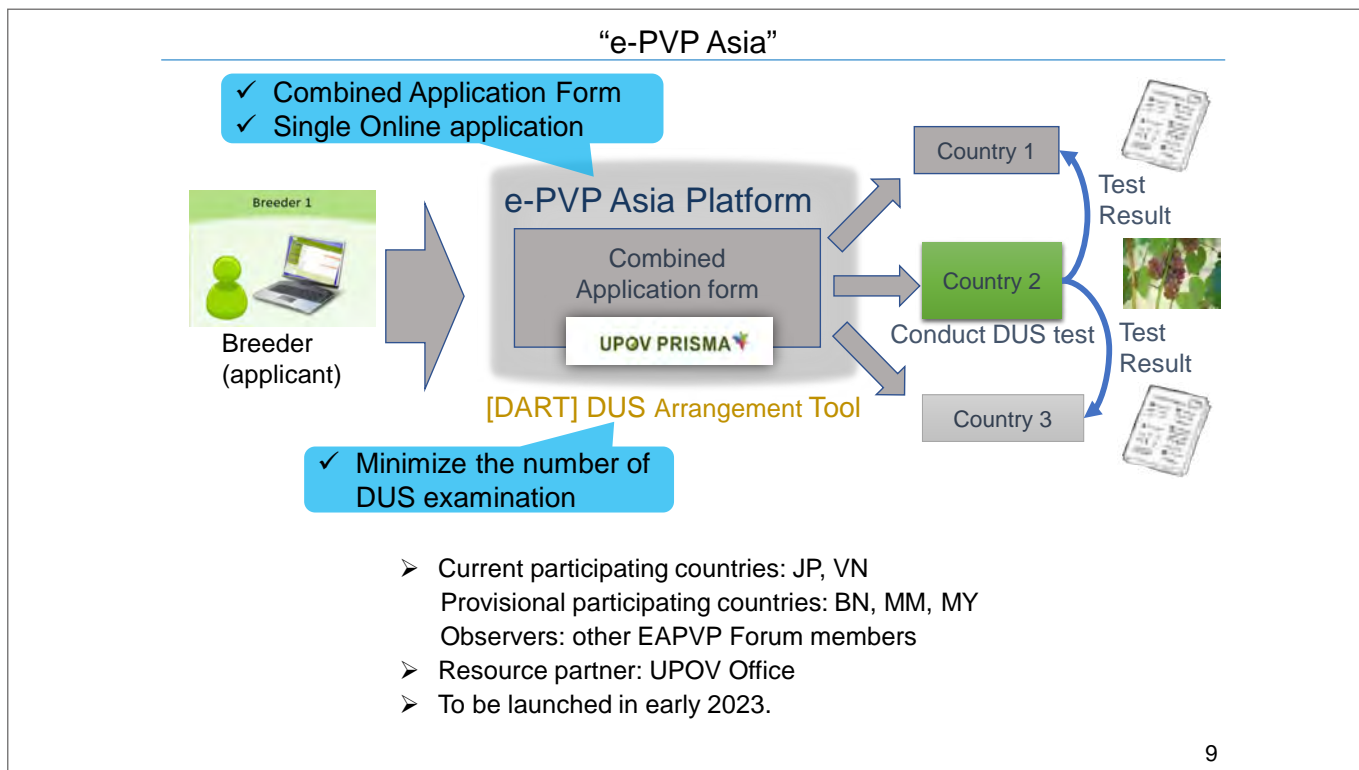 “e-PVP Asia”
✓ Combined Application Form
✓ Single Online application
Breeder 1
Breeder
(applicant)
e-PVP Asia Platform
Combined
Application form
UPOV PRISMA
[DART] DUS Arrangement Tool
✓ Minimize the number of
DUS examination
Country 1
Test
Result
Country 2
Conduct DUS test
Test
Result
Country 3
➢ Current participating countries: JP, VN
Provisional participating countries: BN, MM, MY
Observers: other EAPVP Forum members
➢ Resource partner: UPOV Office
➢ To be launched in early 2023.
9